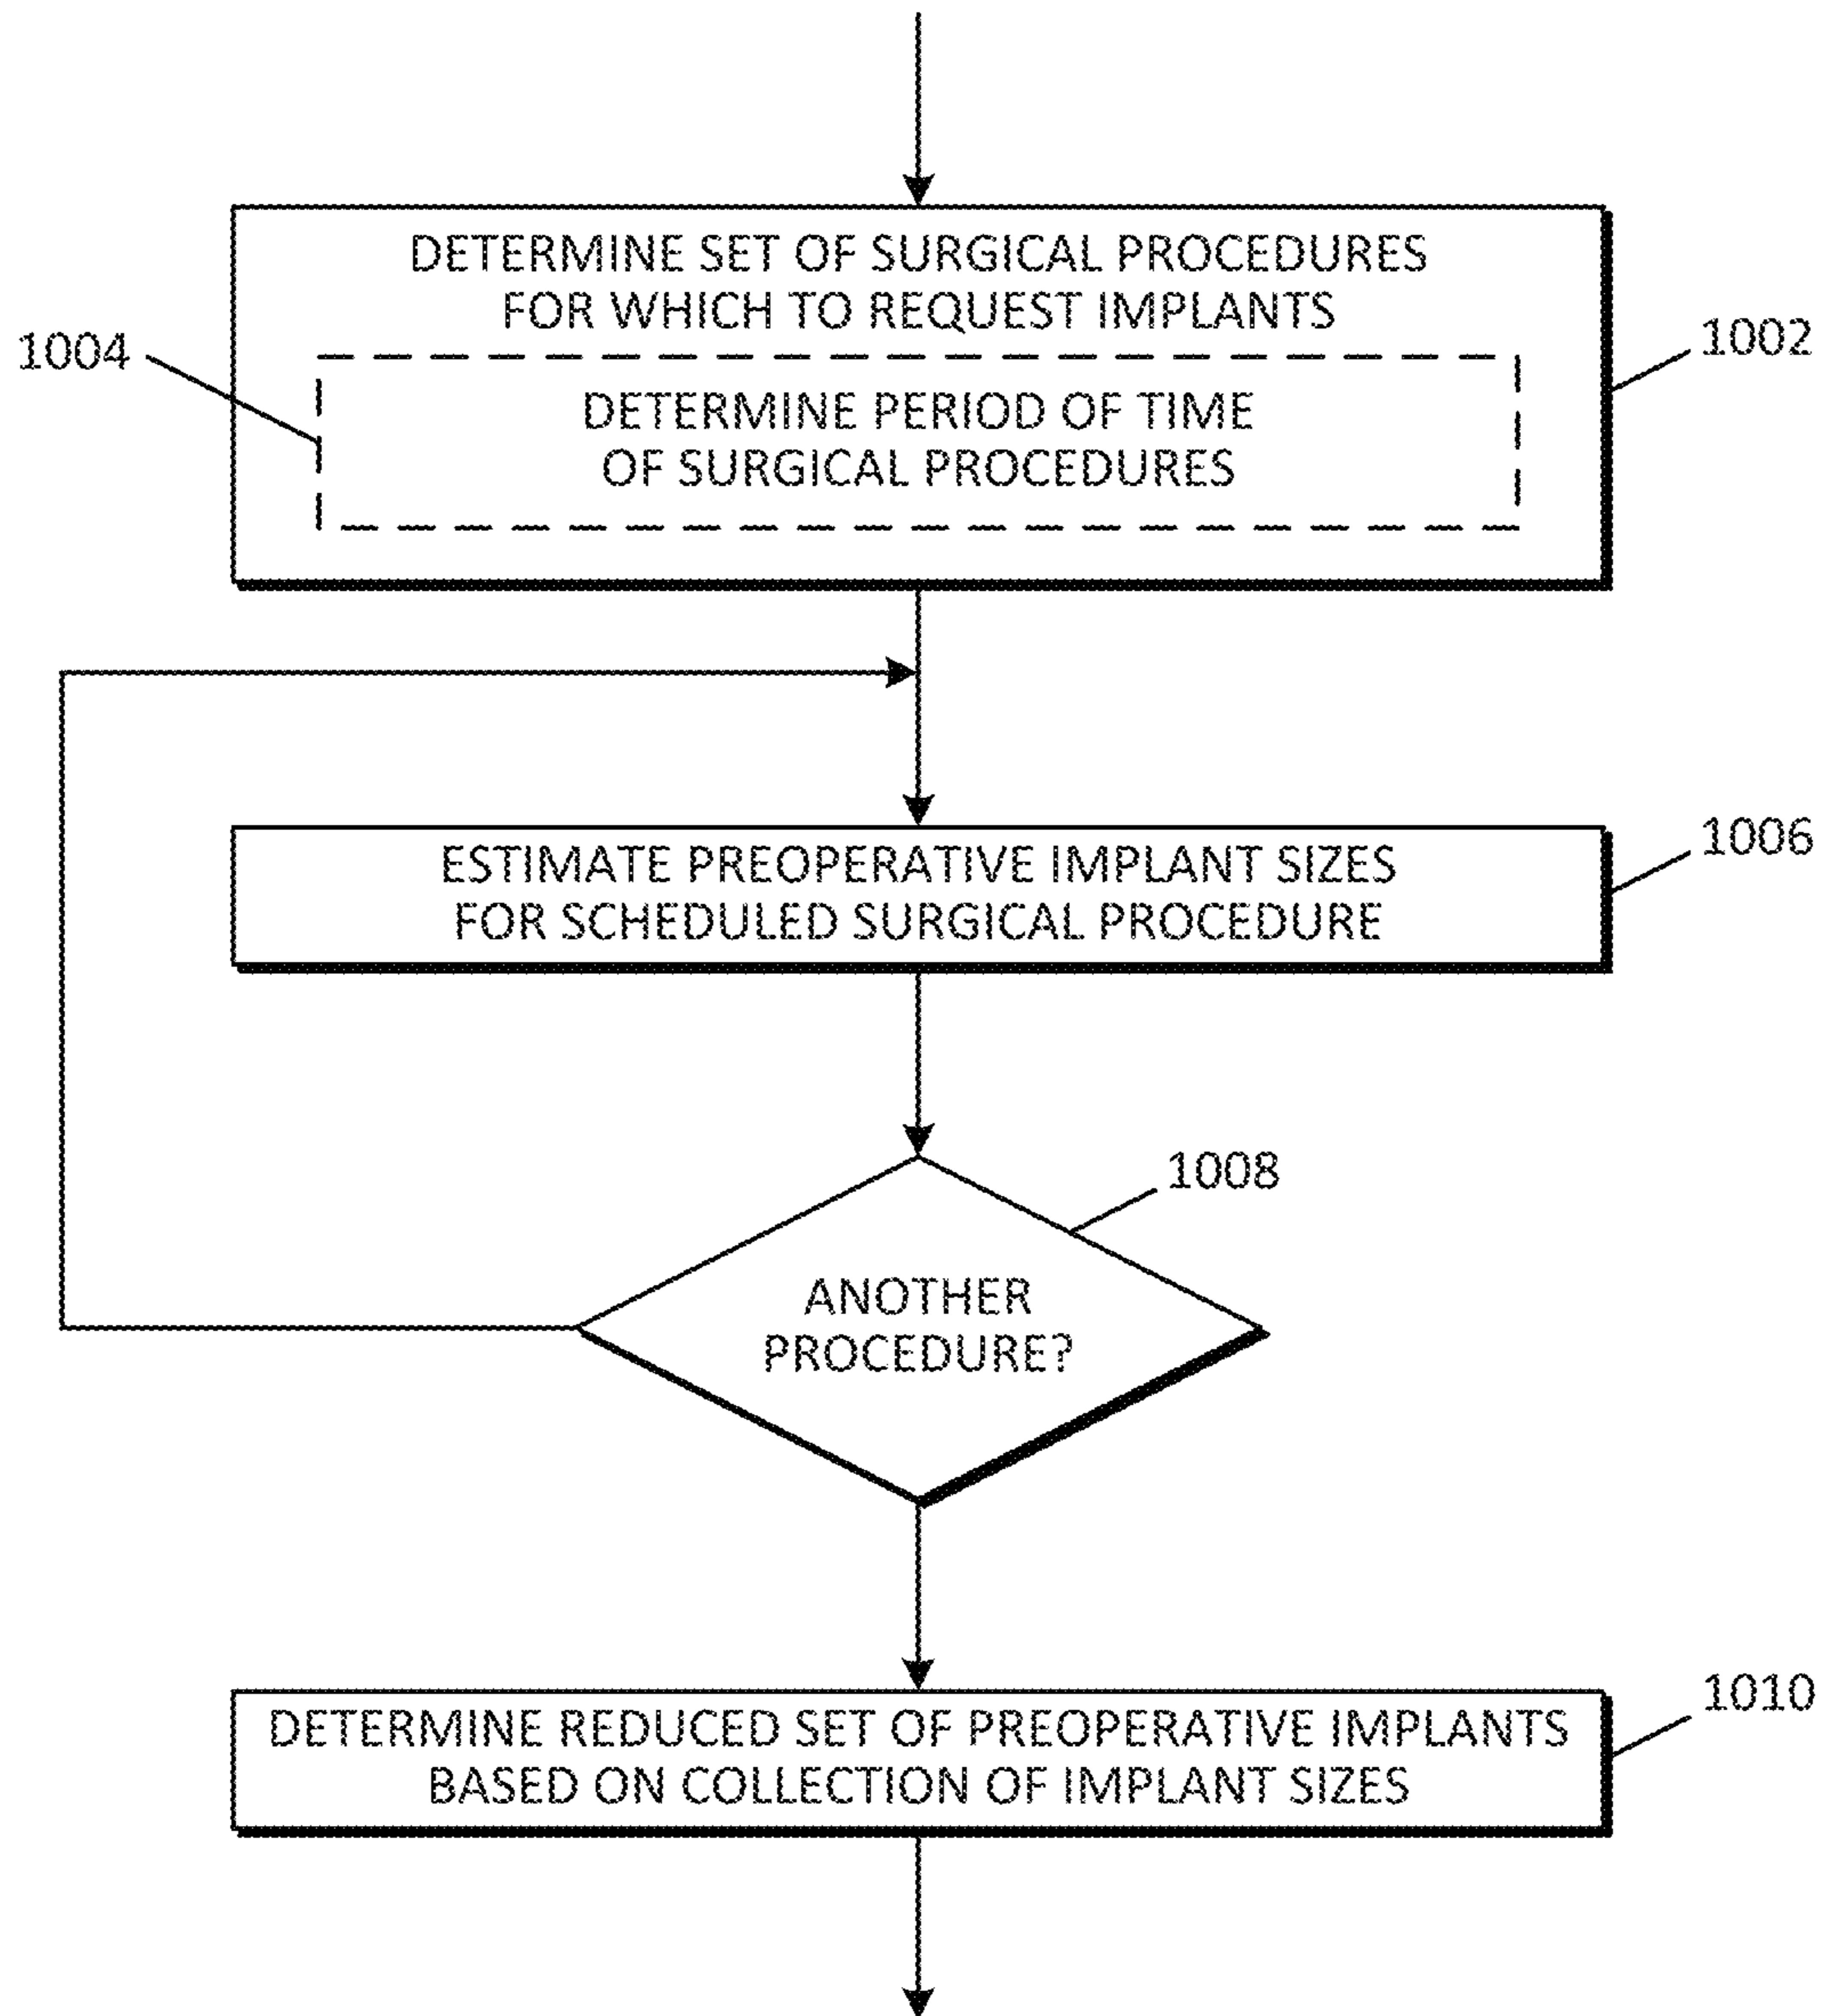 DETERMINE SET OF SURGICAL PROCEDURES
FOR WHICH TO REQUEST IMPLANTS
1002
1004
DETERMINE PERIOD OF TIME
OF SURGICAL PROCEDURES
1006
ESTIMATE PREOPERATIVE IMPLANT SIZES
FOR SCHEDULED SURGICAL PROCEDURE
1008
ANOTHER
PROCEDURE?
1010
DETERMINE REDUCED SET OF PREOPERATIVE IMPLANTS
BASED ON COLLECTION OF IMPLANT SIZES